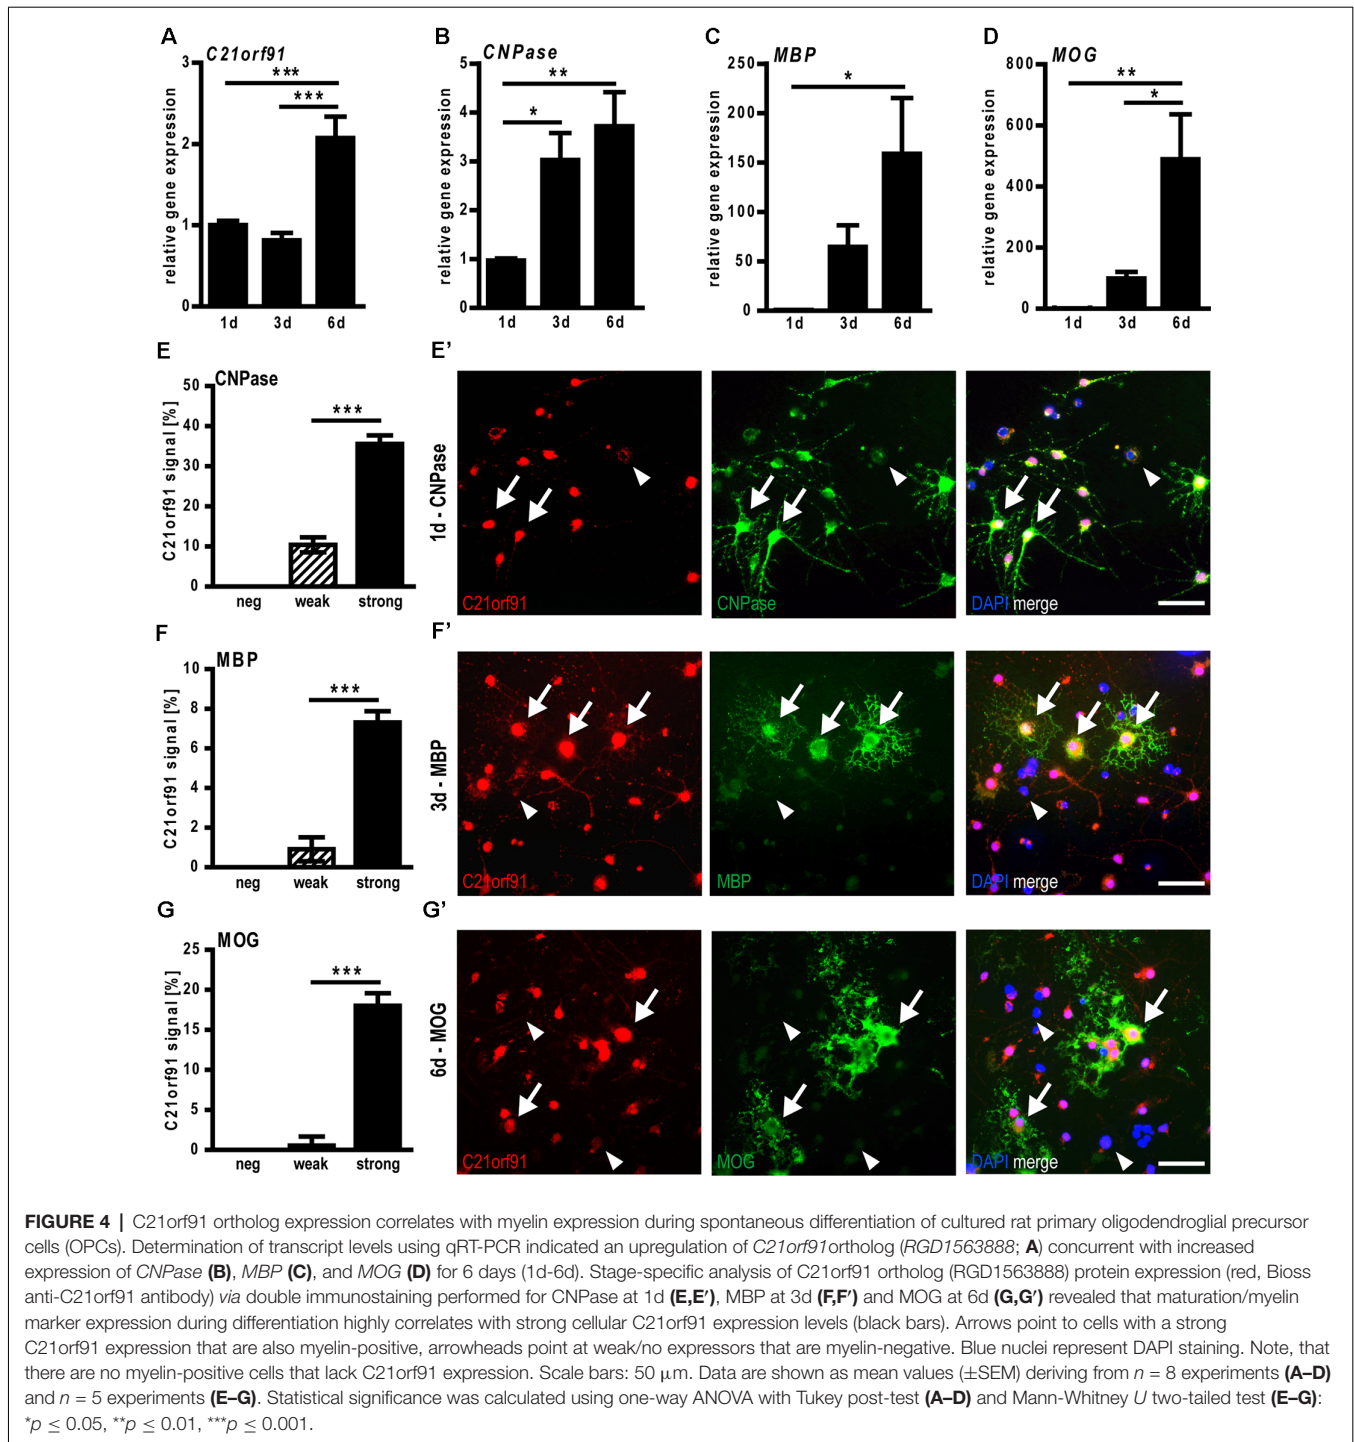 A
C21orf91
relative gene expression
3
2
1
0
***
***
1d 3d 6d
B
CNPase
relative gene expression
5
4
3
2
1
0
**
*
1d 3d 6d
C
MBP
relative gene expression
250
200
150
100
50
0
*
1d 3d 6d
D
MOG
relative gene expression
800
600
400
200
0
**
*
1d 3d 6d
E
CNPase
C21orf91 signal [%]
50
40
30
20
10
0
***
neg weak strong
E’
1d - CNPase
C21orf91
CNPase
DAPI merge
F
MBP
C21orf91 signal [%]
10
8
6
4
2
0
***
neg weak strong
F’
3d - MBP
C21orf91
MBP
DAPI merge
G
MOG
C21orf91 signal [%]
25
20
15
10
5
0
***
neg weak strong
G’
6d - MOG
C21orf91
MOG
DAPI merge
FIGURE 4 | C21orf91 ortholog expression correlates with myelin expression during spontaneous differentiation of cultured rat primary oligodendroglial precursor
cells (OPCs). Determination of transcript levels using qRT-PCR indicated an upregulation of C21orf91ortholog (RGD1563888; A) concurrent with increased
expression of CNPase (B), MBP (C), and MOG (D) for 6 days (1d-6d). Stage-specific analysis of C21orf91 ortholog (RGD1563888) protein expression (red, Bioss
anti-C21orf91 antibody) via double immunostaining performed for CNPase at 1d (E,E′), MBP at 3d (F,F′) and MOG at 6d (G,G′) revealed that maturation/myelin
marker expression during differentiation highly correlates with strong cellular C21orf91 expression levels (black bars). Arrows point to cells with a strong
C21orf91 expression that are also myelin-positive, arrowheads point at weak/no expressors that are myelin-negative. Blue nuclei represent DAPI staining. Note, that
there are no myelin-positive cells that lack C21orf91 expression. Scale bars: 50 μm. Data are shown as mean values (±SEM) deriving from n = 8 experiments (A–D)
and n = 5 experiments (E–G). Statistical significance was calculated using one-way ANOVA with Tukey post-test (A–D) and Mann-Whitney U two-tailed test (E–G):
*p ≤ 0.05, **p ≤ 0.01, ***p ≤ 0.001.